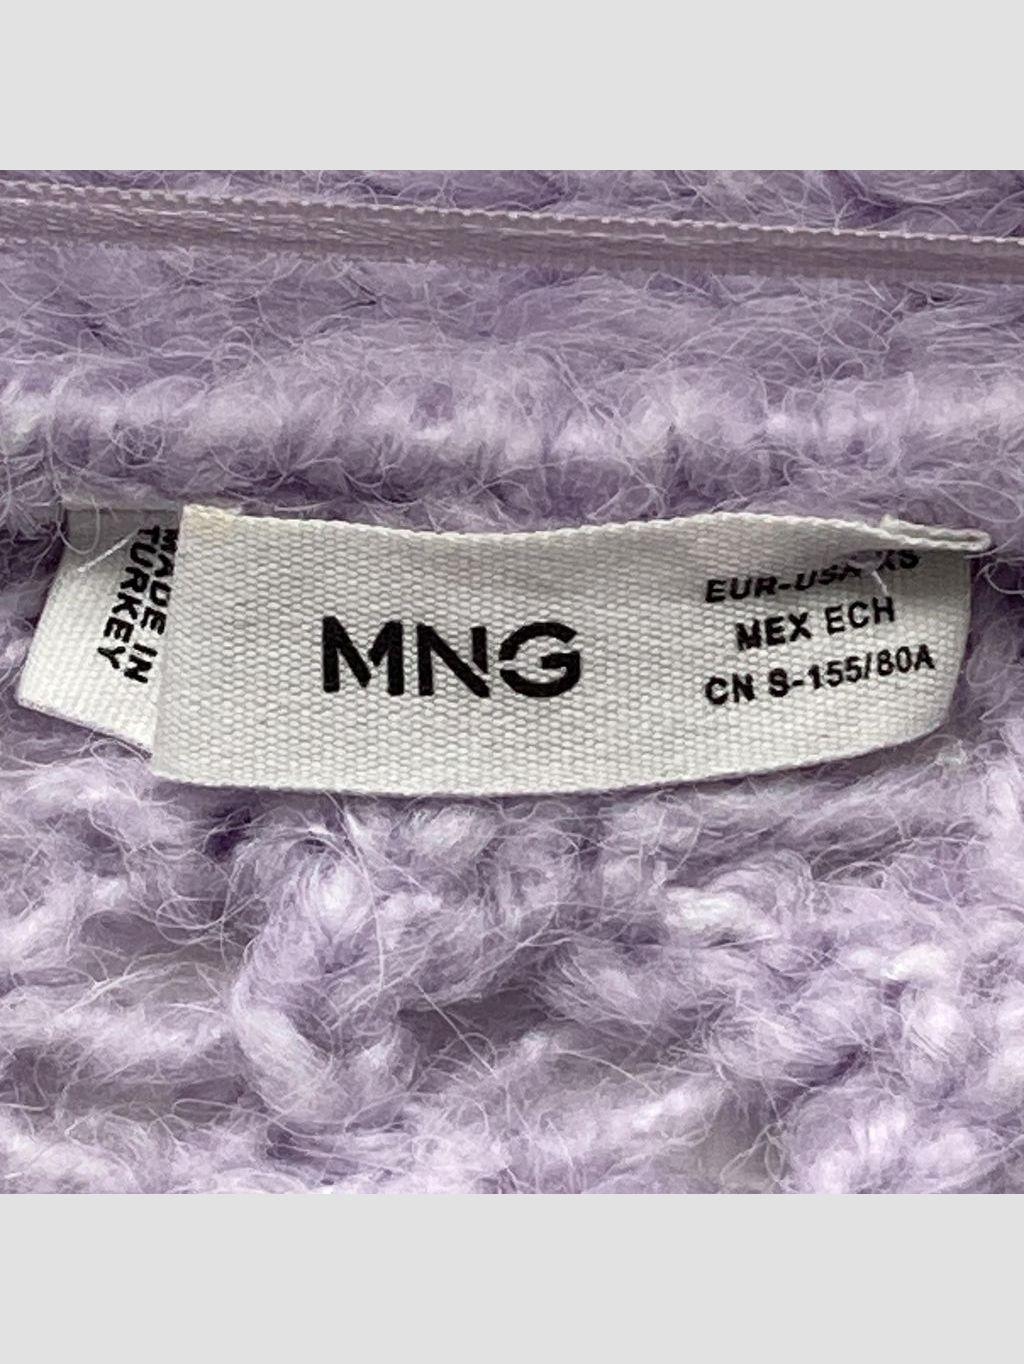 MADE IN
TURKEY
MNG
EUR-USA XS
MEX ECH
CN S-155/80A